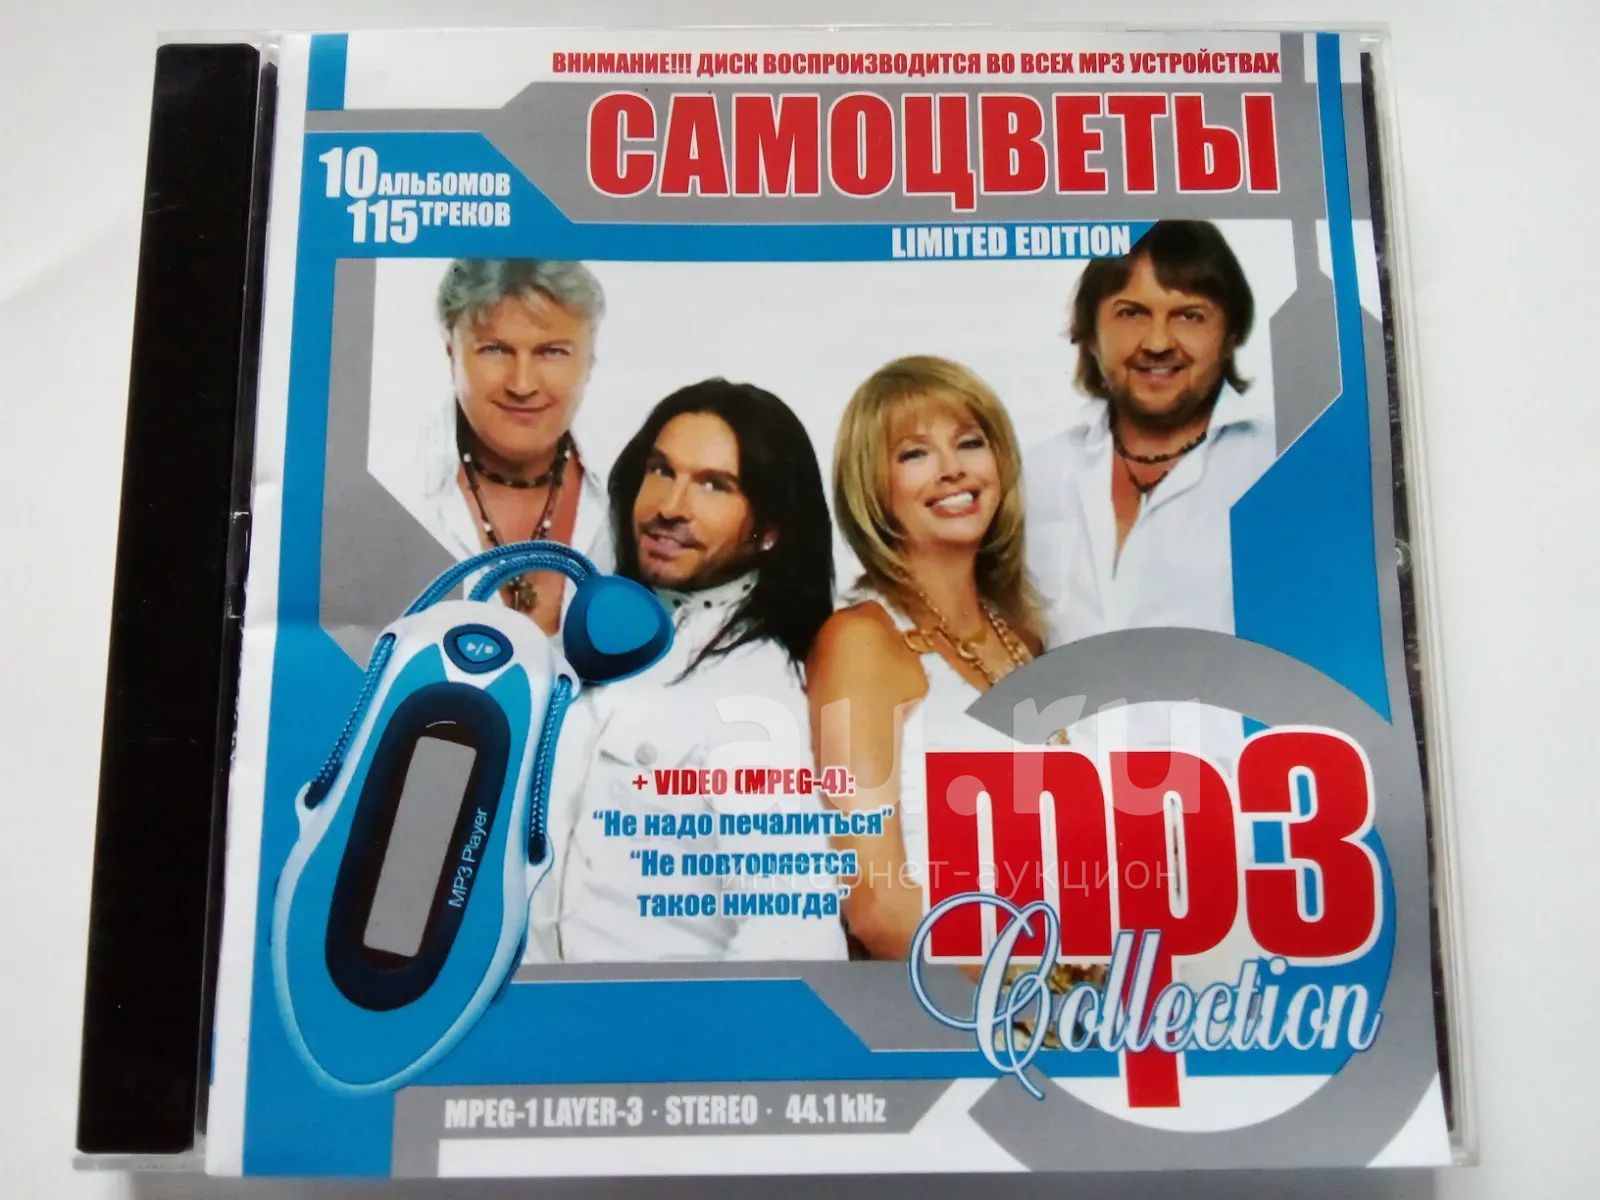 ВНИМАНИЕ!!! ДИСК ВОСПРОИЗВОДИТСЯ ВО ВСЕХ MP3 УСТРОЙСТВАХ
САМОЦВЕТЫ
10 АЛЬБОМОВ
115 ТРЕКОВ
LIMITED EDITION
MP3 Player
+ VIDEO (MPEG-4):
“Не надо печалиться”
“Не повторяется
такое никогда”
au.ru
интернет-аукцион
mp3
Collection
MPEG-1 LAYER-3 · STEREO · 44.1 kHz